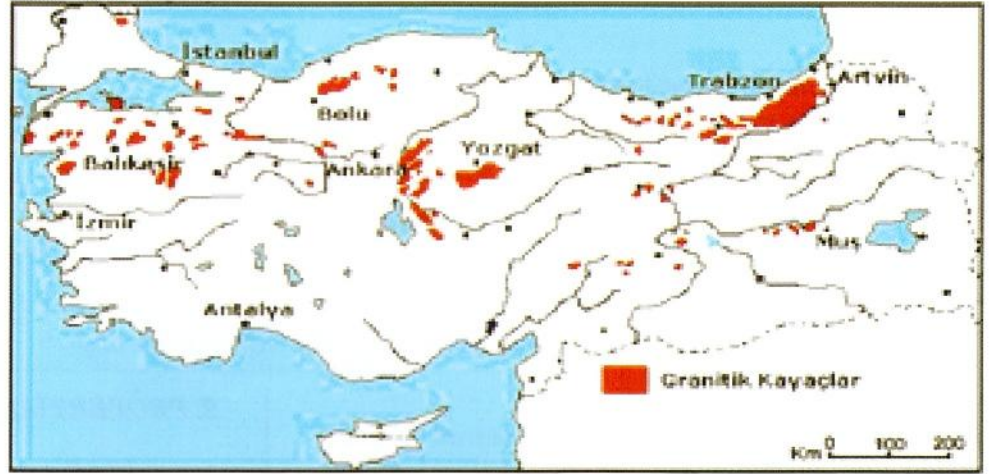 İstanbul
Trabzon
Artvin
Bolu
Yozgat
Balıkesir
Ankara
İzmir
Muş
Antalya
Granitik Kayaçlar
0 100 200
Km